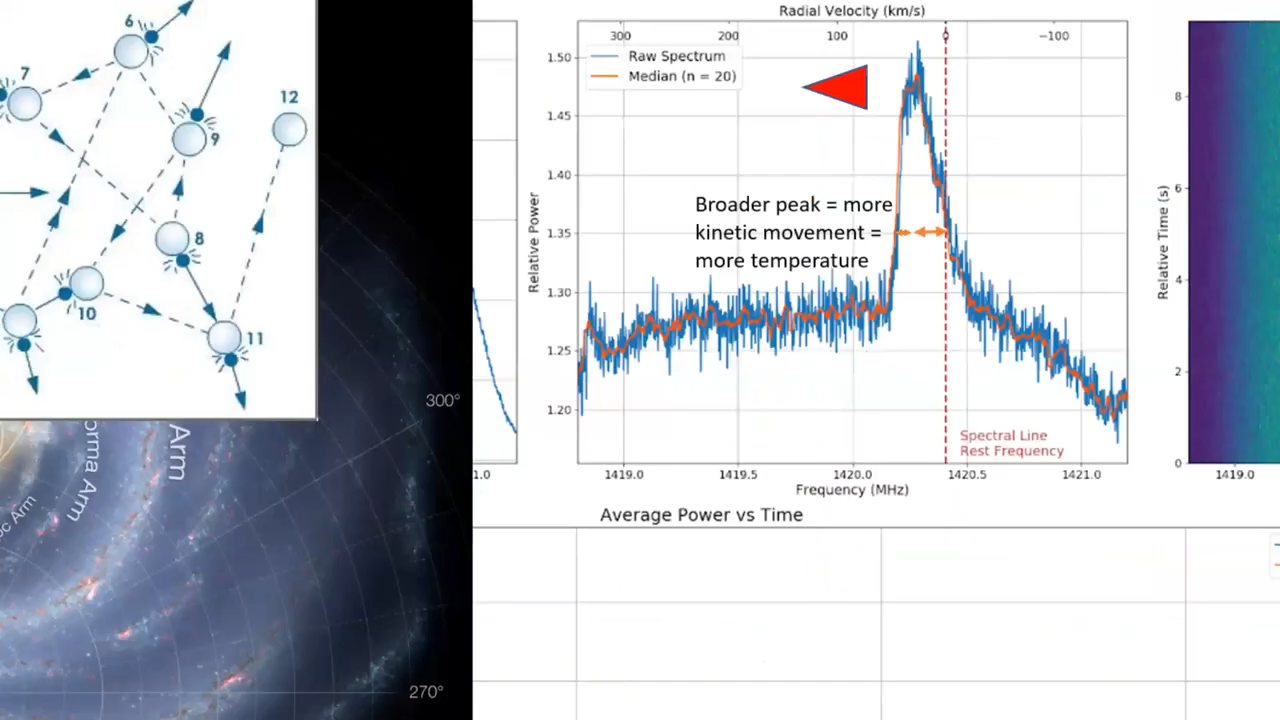 6
7
12
9
8
10
11
300°
Arm
orma Arm
oc Arm
270°
1.0
Radial Velocity (km/s)
300 200 100 0 −100
Raw Spectrum
Median (n = 20)
1.50
1.45
1.40
1.35
1.30
1.25
1.20
Relative Power
Broader peak = more
kinetic movement =
more temperature
Spectral Line
Rest Frequency
1419.0 1419.5 1420.0 1420.5 1421.0
Frequency (MHz)
Relative Time (s)
8
6
4
2
0
1419.0
Average Power vs Time